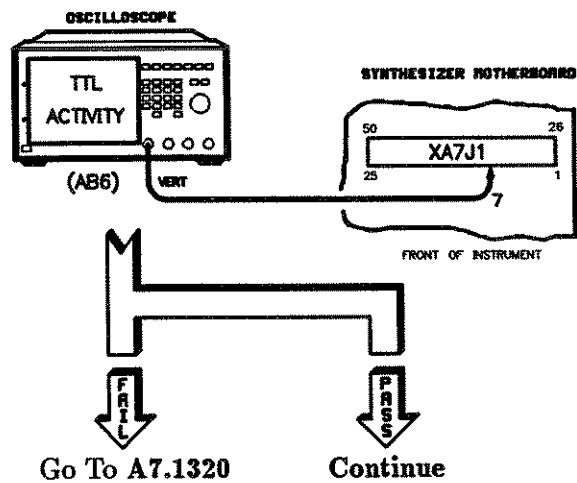 OSCILLOSCOPE
TTL
ACTIVITY
(AB6)
VERT
SYNTHESIZER MOTHERBOARD
50
26
XA7J1
25
1
7
FRONT OF INSTRUMENT
FAIL
PASS
Go To A7.1320
Continue